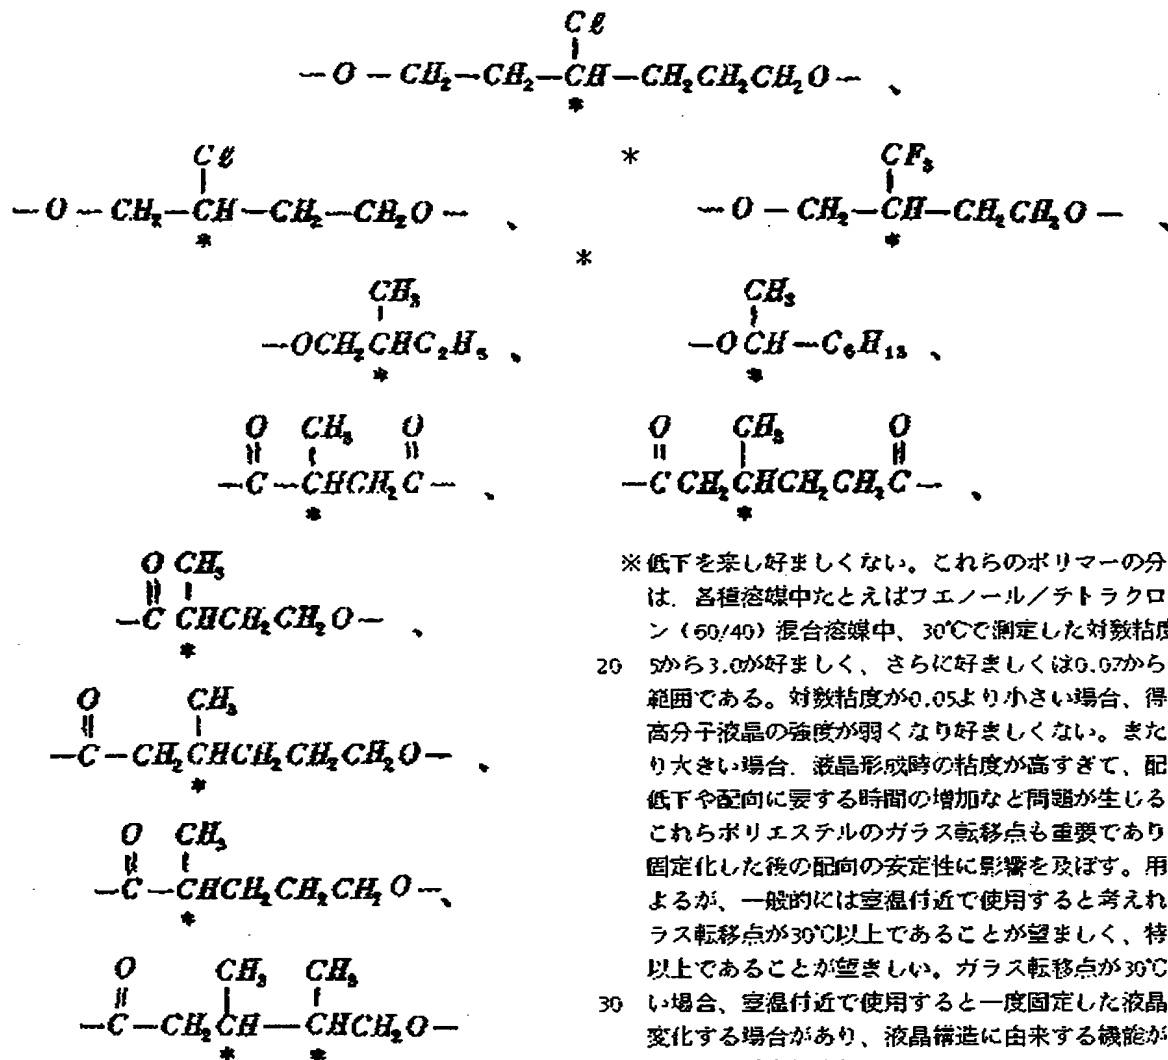 Cℓ
−O−CH₂−CH₂−CH−CH₂CH₂CH₂O−、
*
Cℓ
−O−CH₂−CH−CH₂−CH₂O−、
*
*
CF₃
−O−CH₂−CH−CH₂CH₂O−、
*
*
CH₃
−OCH₂CHC₂H₅、
*
CH₃
−OCH−C₆H₁₃、
*
O CH₃ O
−C−CHCH₂C−、
*
O CH₃ O
−CCH₂CHCH₂CH₂C−、
*
O CH₃
−C CHCH₂CH₂O−、
*
O CH₃
−C−CH₂CHCH₂CH₂CH₂O−、
*
O CH₃
−C−CHCH₂CH₂CH₂O−、
*
O CH₃ CH₃
−C−CH₂CH−CHCH₂O−
* *
※低下を来し好ましくない。これらのポリマーの分
は、各種溶媒中たとえばフエノール／テトラクロ
ン（60/40）混合溶媒中、30℃で測定した対数粘度
20 5から3.0が好ましく、さらに好ましくは0.07から
範囲である。対数粘度が0.05より小さい場合、得
高分子液晶の強度が弱くなり好ましくない。また
り大きい場合、液晶形成時の粘度が高すぎて、配
低下や配向に要する時間の増加など問題が生じる
これらポリエステルのガラス転移点も重要であり
固定化した後の配向の安定性に影響を及ぼす。用
よるが、一般的には室温付近で使用すると考えれ
ラス転移点が30℃以上であることが望ましく、特
以上であることが望ましい。ガラス転移点が30℃
30 い場合、室温付近で使用すると一度固定した液晶
変化する場合があり、液晶構造に由来する機能が